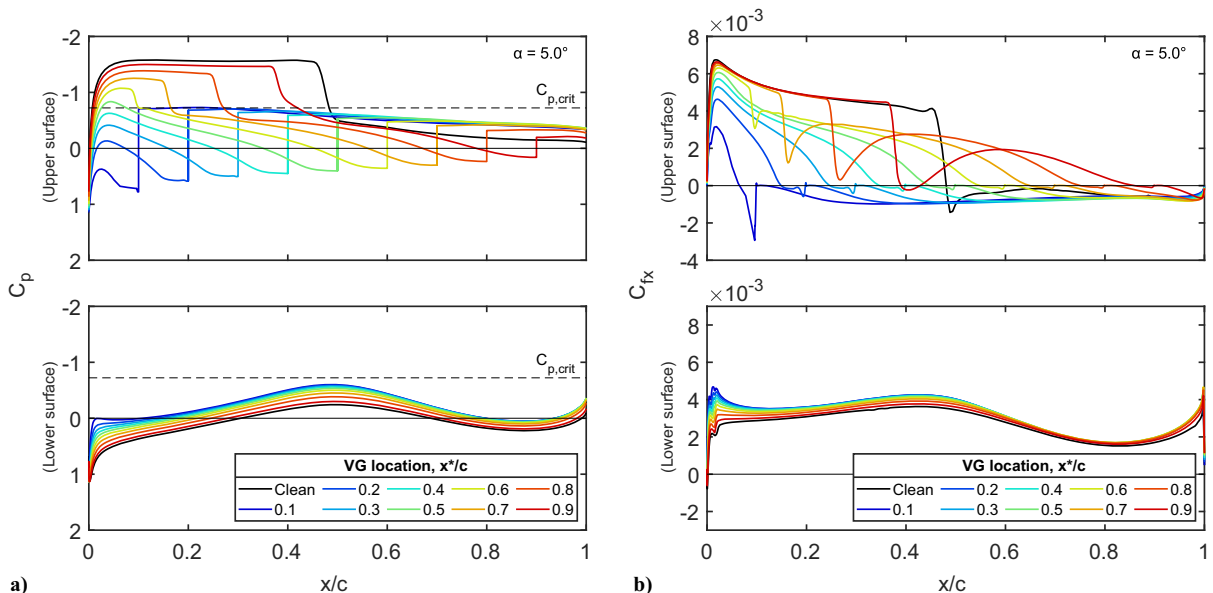 -2
-1
0
1
2
(Upper surface)
α = 5.0°
C_{p,crit}
C_p
-2
-1
0
1
2
(Lower surface)
C_{p,crit}
VG location, x*/c
Clean 0.2 0.4 0.6 0.8
0.1 0.3 0.5 0.7 0.9
0 0.2 0.4 0.6 0.8 1
x/c
a)
×10⁻³
8
6
4
2
0
-2
-4
(Upper surface)
α = 5.0°
C_{fx}
×10⁻³
8
6
4
2
0
-2
(Lower surface)
VG location, x*/c
Clean 0.2 0.4 0.6 0.8
0.1 0.3 0.5 0.7 0.9
0 0.2 0.4 0.6 0.8 1
x/c
b)